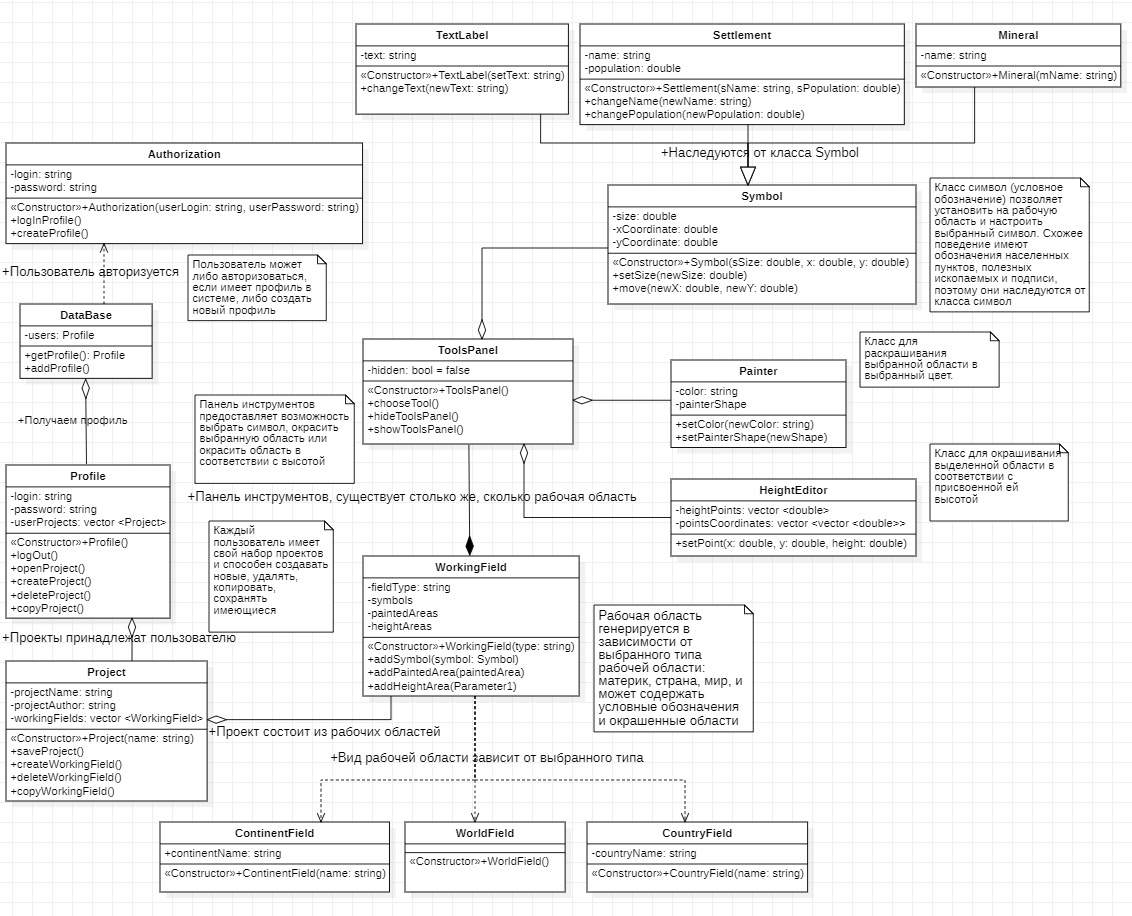 TextLabel
-text: string
«Constructor»+TextLabel(setText: string)
+changeText(newText: string)
Settlement
-name: string
-population: double
«Constructor»+Settlement(sName: string, sPopulation: double)
+changeName(newName: string)
+changePopulation(newPopulation: double)
Mineral
-name: string
«Constructor»+Mineral(mName: string)
+Наследуются от класса Symbol
Authorization
-login: string
-password: string
«Constructor»+Authorization(userLogin: string, userPassword: string)
+logInProfile()
+createProfile()
Symbol
-size: double
-xCoordinate: double
-yCoordinate: double
«Constructor»+Symbol(sSize: double, x: double, y: double)
+setSize(newSize: double)
+move(newX: double, newY: double)
Класс символ (условное
обозначение) позволяет
установить на рабочую
область и настроить
выбранный символ. Схожее
поведение имеют
обозначения населенных
пунктов, полезных
ископаемых и подписи,
поэтому они наследуются от
класса символ
+Пользователь авторизуется
Пользователь может
либо авторизоваться,
если имеет профиль в
системе, либо создать
новый профиль
DataBase
-users: Profile
+getProfile(): Profile
+addProfile()
ToolsPanel
-hidden: bool = false
«Constructor»+ToolsPanel()
+chooseTool()
+hideToolsPanel()
+showToolsPanel()
Класс для
раскрашивания
выбранной области в
выбранный цвет.
Painter
-color: string
-painterShape
+setColor(newColor: string)
+setPainterShape(newShape)
+Получаем профиль
Панель инструментов
предоставляет возможность
выбрать символ, окрасить
выбранную область или
окрасить область в
соответствии с высотой
Класс для окрашивания
выделенной области в
соответствии с
присвоенной ей
высотой
Profile
-login: string
-password: string
-userProjects: vector <Project>
«Constructor»+Profile()
+logOut()
+openProject()
+createProject()
+deleteProject()
+copyProject()
+Панель инструментов, существует столько же, сколько рабочая область
HeightEditor
-heightPoints: vector <double>
-pointsCoordinates: vector <vector <double>>
+setPoint(x: double, y: double, height: double)
Каждый
пользователь имеет
свой набор проектов
и способен создавать
новые, удалять,
копировать,
сохранять
имеющиеся
WorkingField
-fieldType: string
-symbols
-paintedAreas
-heightAreas
«Constructor»+WorkingField(type: string)
+addSymbol(symbol: Symbol)
+addPaintedArea(paintedArea)
+addHeightArea(Parameter1)
Рабочая область
генерируется в
зависимости от
выбранного типа
рабочей области:
материк, страна, мир, и
может содержать
условные обозначения
и окрашенные области
+Проекты принадлежат пользователю
Project
-projectName: string
-projectAuthor: string
-workingFields: vector <WorkingField>
«Constructor»+Project(name: string)
+saveProject()
+createWorkingField()
+deleteWorkingField()
+copyWorkingField()
+Проект состоит из рабочих областей
+Вид рабочей области зависит от выбранного типа
ContinentField
+continentName: string
«Constructor»+ContinentField(name: string)
WorldField
«Constructor»+WorldField()
CountryField
-countryName: string
«Constructor»+CountryField(name: string)